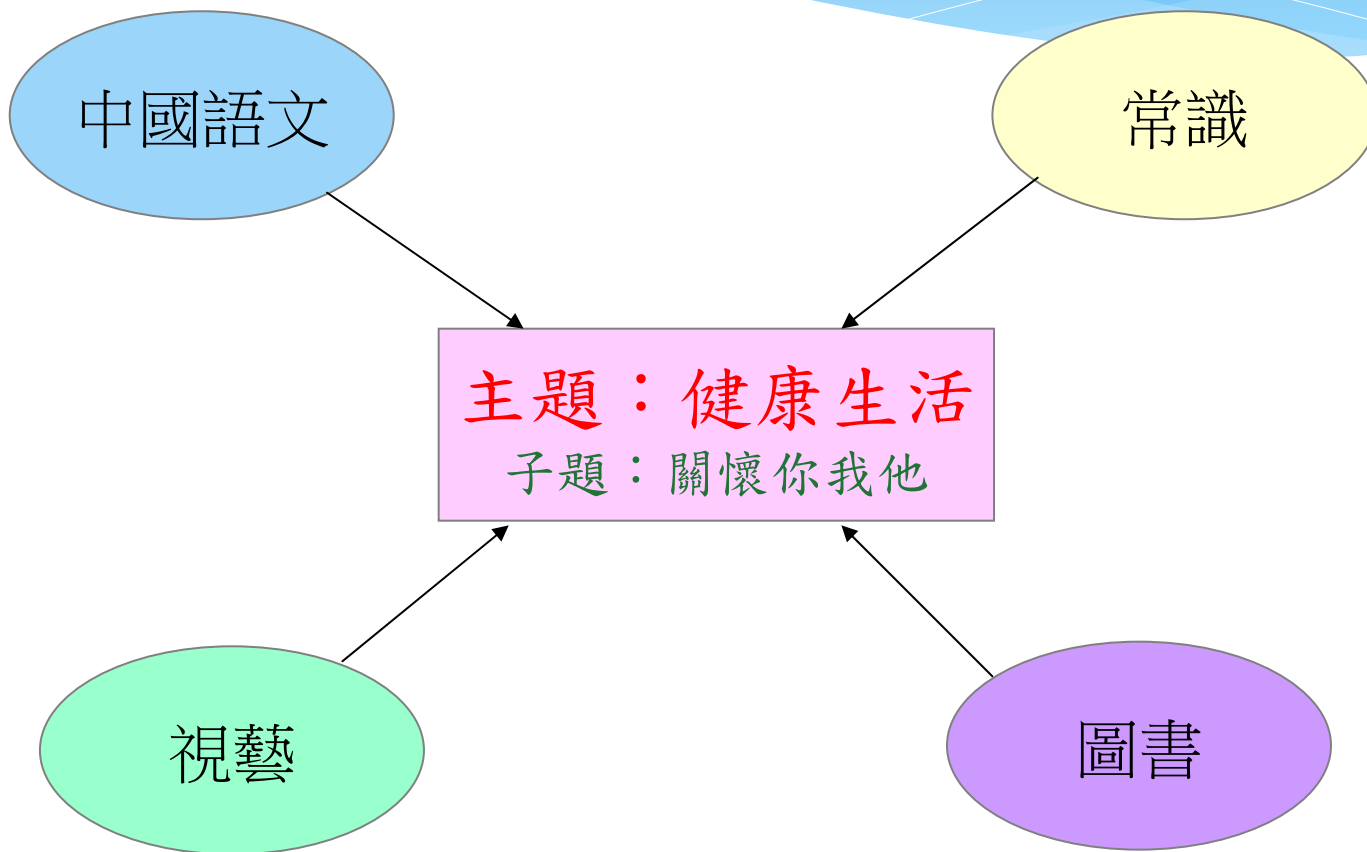 中國語文
常識
主題：健康生活
子題：關懷你我他
視藝
圖書